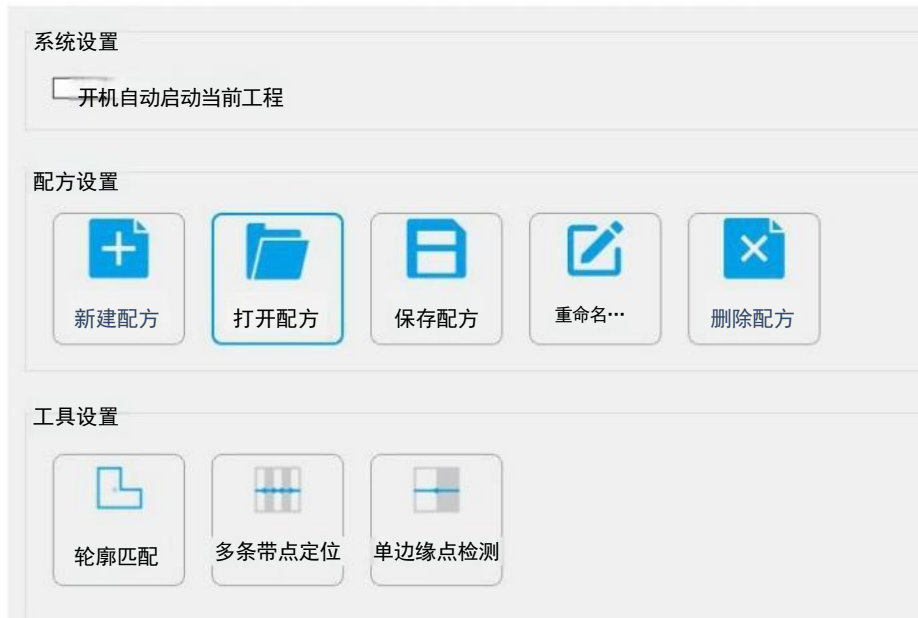 系统设置
开机自动启动当前工程
配方设置
新建配方
打开配方
保存配方
重命名…
删除配方
工具设置
轮廓匹配
多条带点定位
单边缘点检测